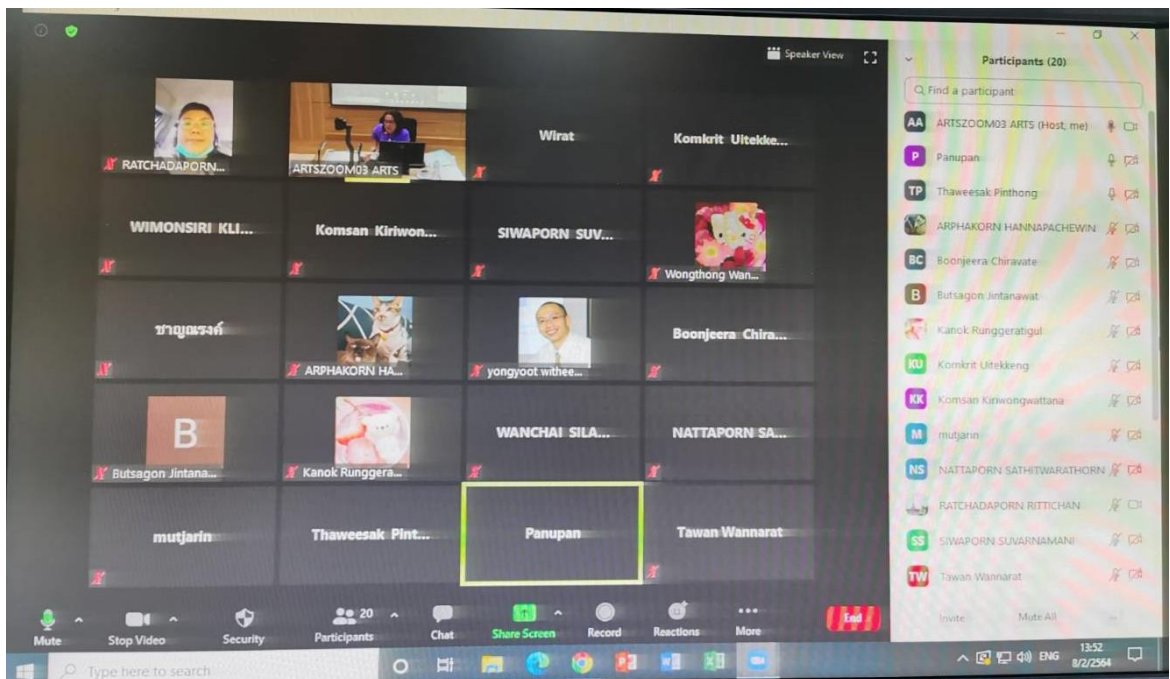 Speaker View
RATCHADAPORN...
ARTSZOOM03 ARTS
Wirat
Komkrit Uitekke...
WIMONSIRI KLI...
Komsan Kiriwon...
SIWAPORN SUV...
Wongthong Wan...
ชาญณรงค์
ARPHAKORN HA...
yongyoot withee...
Boonjeera Chira...
B
Butsagon Jintana...
Kanok Runggera...
WANCHAI SILA...
NATTAPORN SA...
mutjarin
Thaweesak Pint...
Panupan
Tawan Wannarat
Mute
Stop Video
Security
20
Participants
Chat
Share Screen
Record
Reactions
More
End
Participants (20)
Find a participant
AA ARTSZOOM03 ARTS (Host, me)
P Panupan
TP Thaweesak Pinthong
ARPHAKORN HANNAPACHEWIN
BC Boonjeera Chiravate
B Butsagon Jintanawat
Kanok Runggeratigul
KU Komkrit Uitekkeng
KK Komsan Kiriwongwattana
M mutjarin
NS NATTAPORN SATHITWARATHORN
RATCHADAPORN RITTICHAN
SS SIWAPORN SUVARNAMANI
TW Tawan Wannarat
Invite Mute All ...
Type here to search
ENG
13:52
8/2/2564